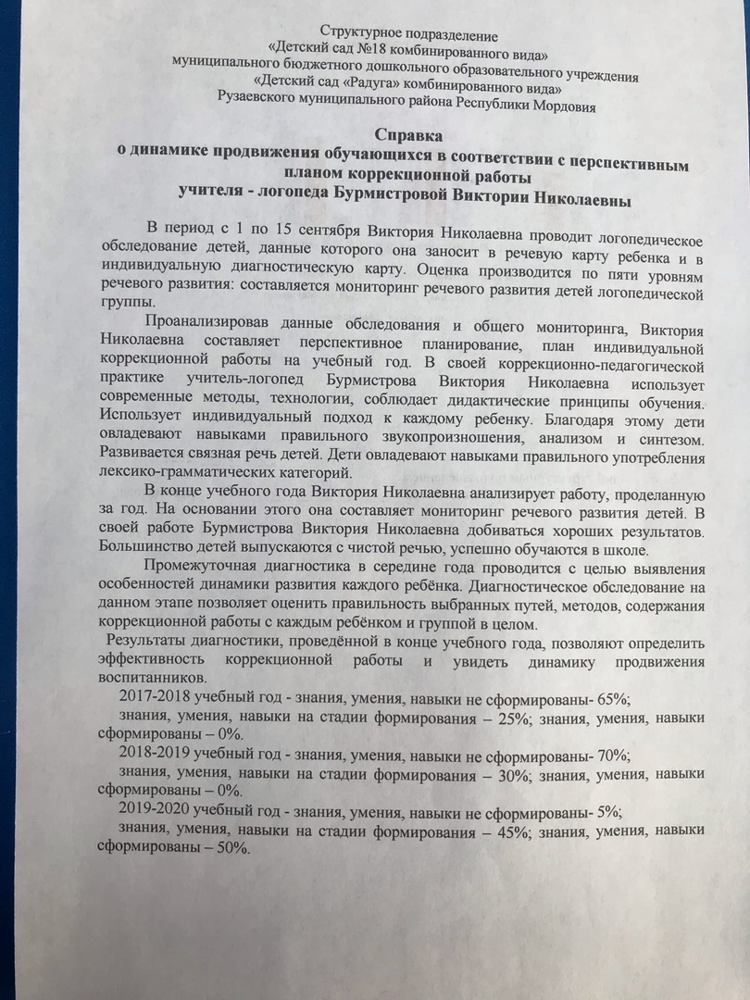 Структурное подразделение
«Детский сад №18 комбинированного вида»
муниципального бюджетного дошкольного образовательного учреждения
«Детский сад «Радуга» комбинированного вида»
Рузаевского муниципального района Республики Мордовия
Справка
о динамике продвижения обучающихся в соответствии с перспективным
планом коррекционной работы
учителя - логопеда Бурмистровой Виктории Николаевны
В период с 1 по 15 сентября Виктория Николаевна проводит логопедическое
обследование детей, данные которого она заносит в речевую карту ребенка и в
индивидуальную диагностическую карту. Оценка производится по пяти уровням
речевого развития: составляется мониторинг речевого развития детей логопедической
группы.
Проанализировав данные обследования и общего мониторинга, Виктория
Николаевна составляет перспективное планирование, план индивидуальной
коррекционной работы на учебный год. В своей коррекционно-педагогической
практике учитель-логопед Бурмистрова Виктория Николаевна использует
современные методы, технологии, соблюдает дидактические принципы обучения.
Использует индивидуальный подход к каждому ребенку. Благодаря этому дети
овладевают навыками правильного звукопроизношения, анализом и синтезом.
Развивается связная речь детей. Дети овладевают навыками правильного употребления
лексико-грамматических категорий.
В конце учебного года Виктория Николаевна анализирует работу, проделанную
за год. На основании этого она составляет мониторинг речевого развития детей. В
своей работе Бурмистрова Виктория Николаевна добиваться хороших результатов.
Большинство детей выпускаются с чистой речью, успешно обучаются в школе.
Промежуточная диагностика в середине года проводится с целью выявления
особенностей динамики развития каждого ребёнка. Диагностическое обследование на
данном этапе позволяет оценить правильность выбранных путей, методов, содержания
коррекционной работы с каждым ребёнком и группой в целом.
Результаты диагностики, проведённой в конце учебного года, позволяют определить
эффективность коррекционной работы и увидеть динамику продвижения
воспитанников.
2017-2018 учебный год - знания, умения, навыки не сформированы- 65%;
знания, умения, навыки на стадии формирования – 25%; знания, умения, навыки
сформированы – 0%.
2018-2019 учебный год - знания, умения, навыки не сформированы- 70%;
знания, умения, навыки на стадии формирования – 30%; знания, умения, навыки
сформированы – 0%.
2019-2020 учебный год - знания, умения, навыки не сформированы- 5%;
знания, умения, навыки на стадии формирования – 45%; знания, умения, навыки
сформированы – 50%.